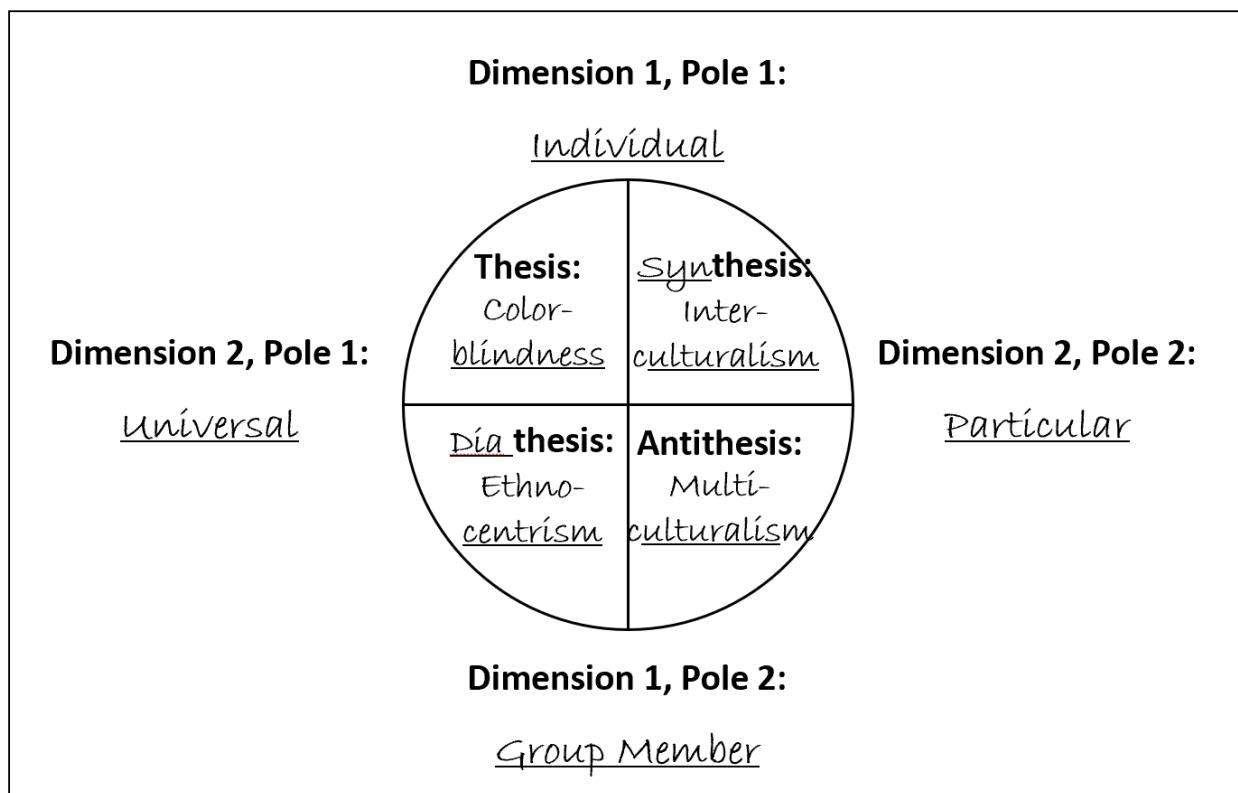 Dimension 1, Pole 1:
Individual
Thesis:
Color-
blindness
Synthesis:
Inter-
culturalism
Dimension 2, Pole 1:
Universal
Dimension 2, Pole 2:
Particular
Dia thesis:
Ethno-
centrism
Antithesis:
Multi-
culturalism
Dimension 1, Pole 2:
Group Member